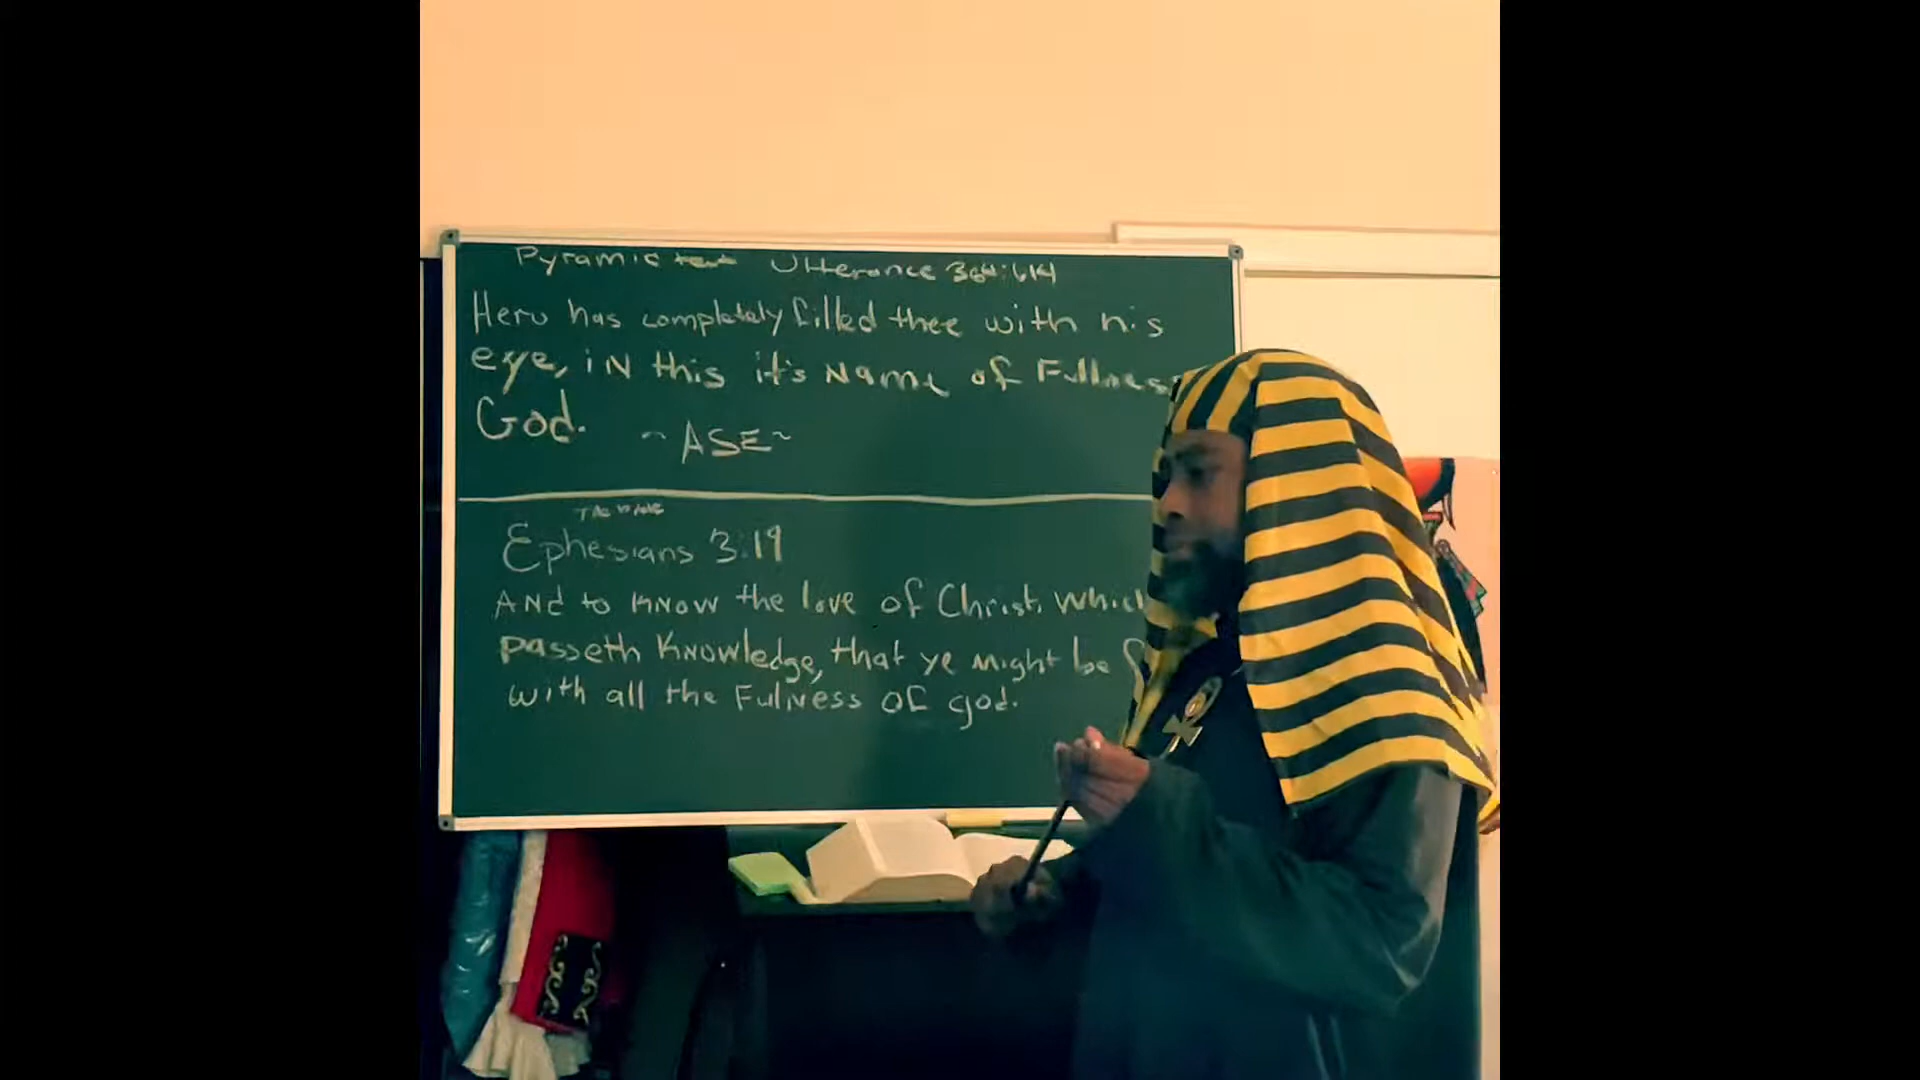 Pyramid text Utterance 364:614
Heru has completely filled thee with his
eye, in this it's Name of Fullness
God.
~ASE~
Ephesians 3:19
And to know the love of Christ, which
passeth knowledge, that ye might be f
with all the Fulness of god.